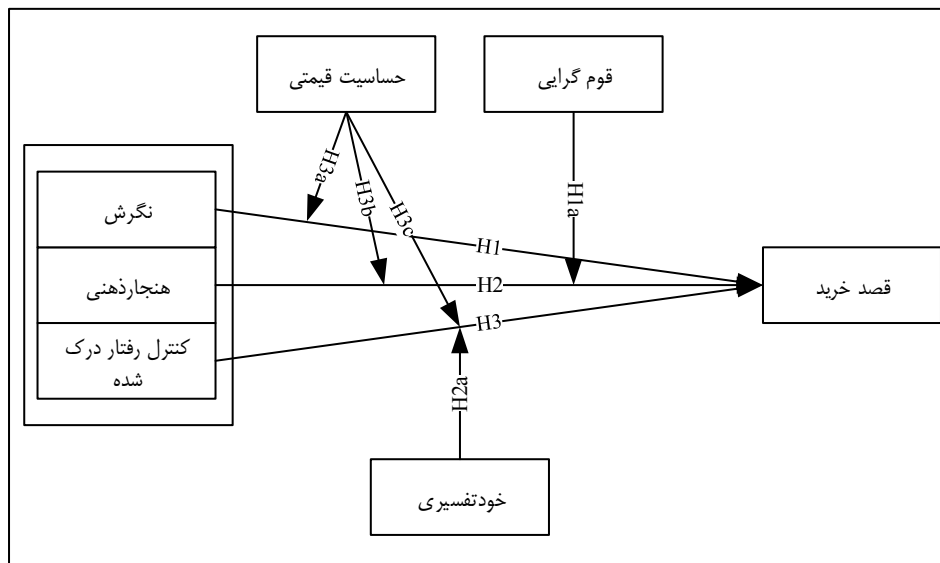 حساسیت قیمتی
قوم گرایی
H3a
H3b
H3c
H1a
نگرش
هنجارذهنی
کنترل رفتار درک
شده
H1
H2
H3
قصد خرید
H2a
خودتفسیری